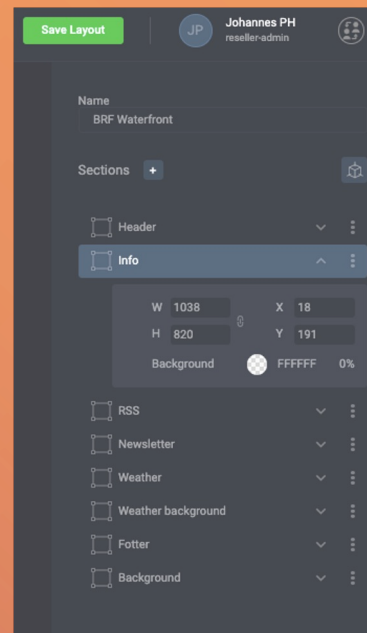 Save Layout
JP
Johannes PH
reseller-admin
Name
BRF Waterfront
Sections +
Header
Info
W 1038 X 18
H 820 Y 191
Background FFFFFF 0%
RSS
Newsletter
Weather
Weather background
Fotter
Background